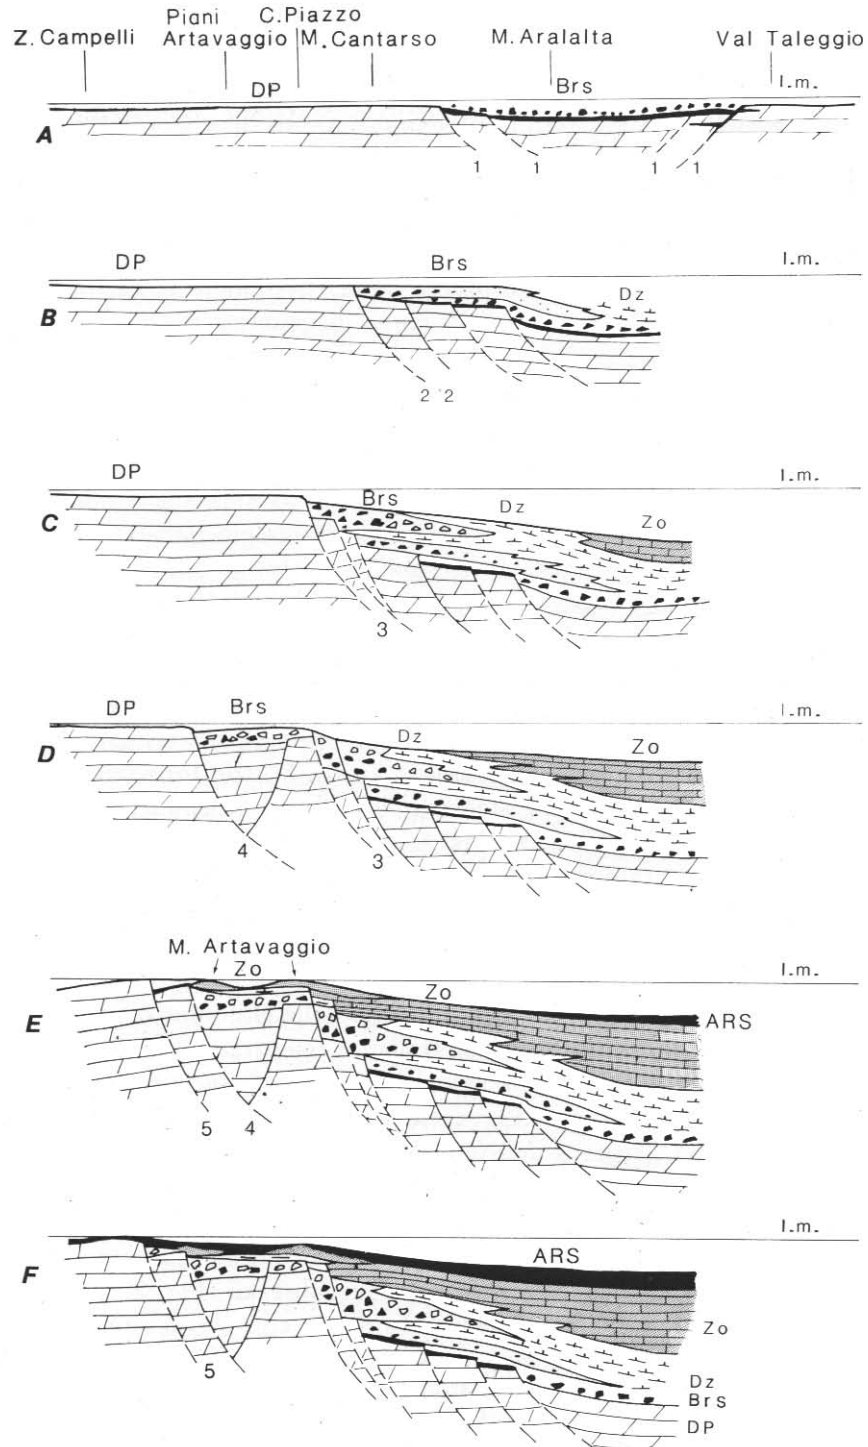 Piani C.Piazzo
Z.Campelli Artavaggio M.Cantarso M.Aralalta Val Taleggio
DP Brs l.m.
A
1 1 1 1
DP Brs l.m.
Dz
B
2 2
DP l.m.
Brs Dz Zo
C
3
DP Brs l.m.
Dz Zo
D
4 3
M. Artavaggio l.m.
Zo
Zo
ARS
E
5 4
l.m.
ARS
F
Zo
5
Dz
Brs
DP